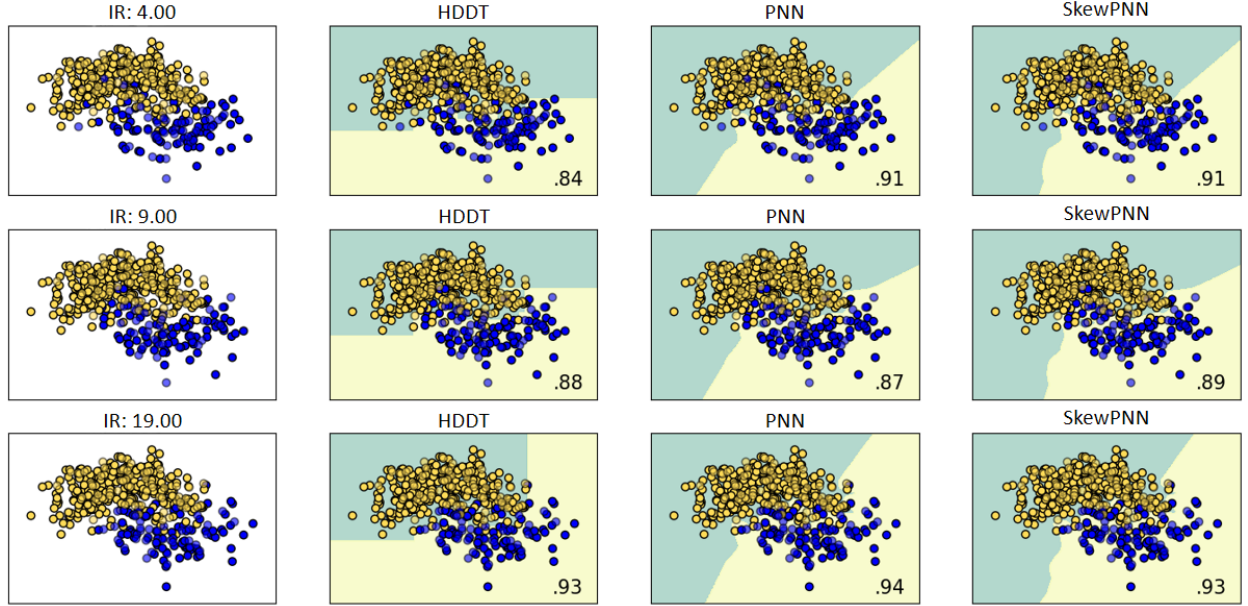 IR: 4.00
HDDT
PNN
SkewPNN
.84
.91
.91
IR: 9.00
HDDT
PNN
SkewPNN
.88
.87
.89
IR: 19.00
HDDT
PNN
SkewPNN
.93
.94
.93